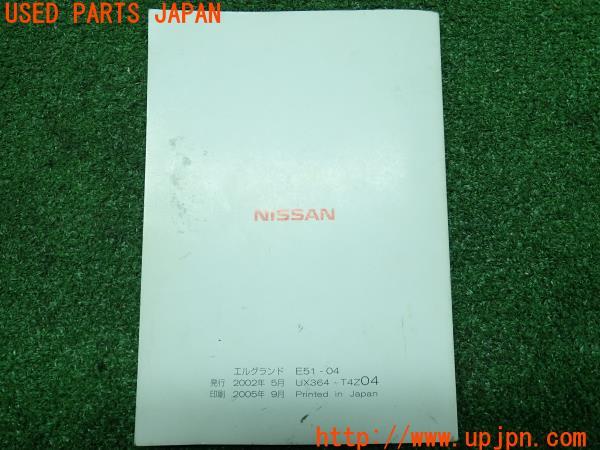 USED PARTS JAPAN
NISSAN
エルグランド E51 - 04
発行 2002年 5月 UX364 - T4Z04
印刷 2005年 9月 Printed in Japan
http://www.upjpn.com